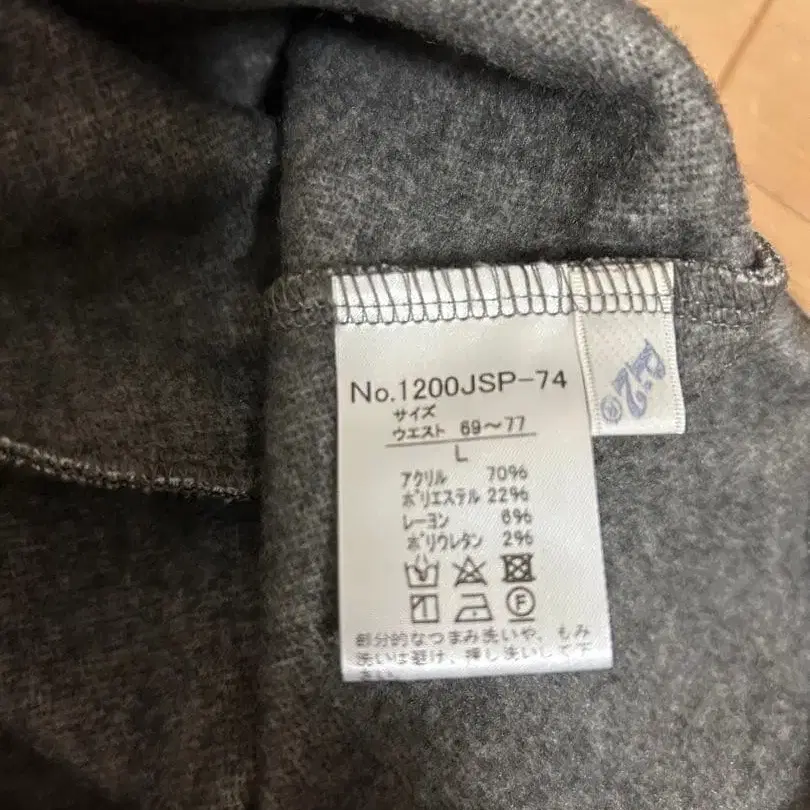 No.1200JSP-74
サイズ
ウエスト 69～77
L
アクリル 70%
ポリエステル 22%
レーヨン 6%
ポリウレタン 2%
F
部分的なつまみ洗いや、もみ
洗いは避け、押し洗いして下
さい